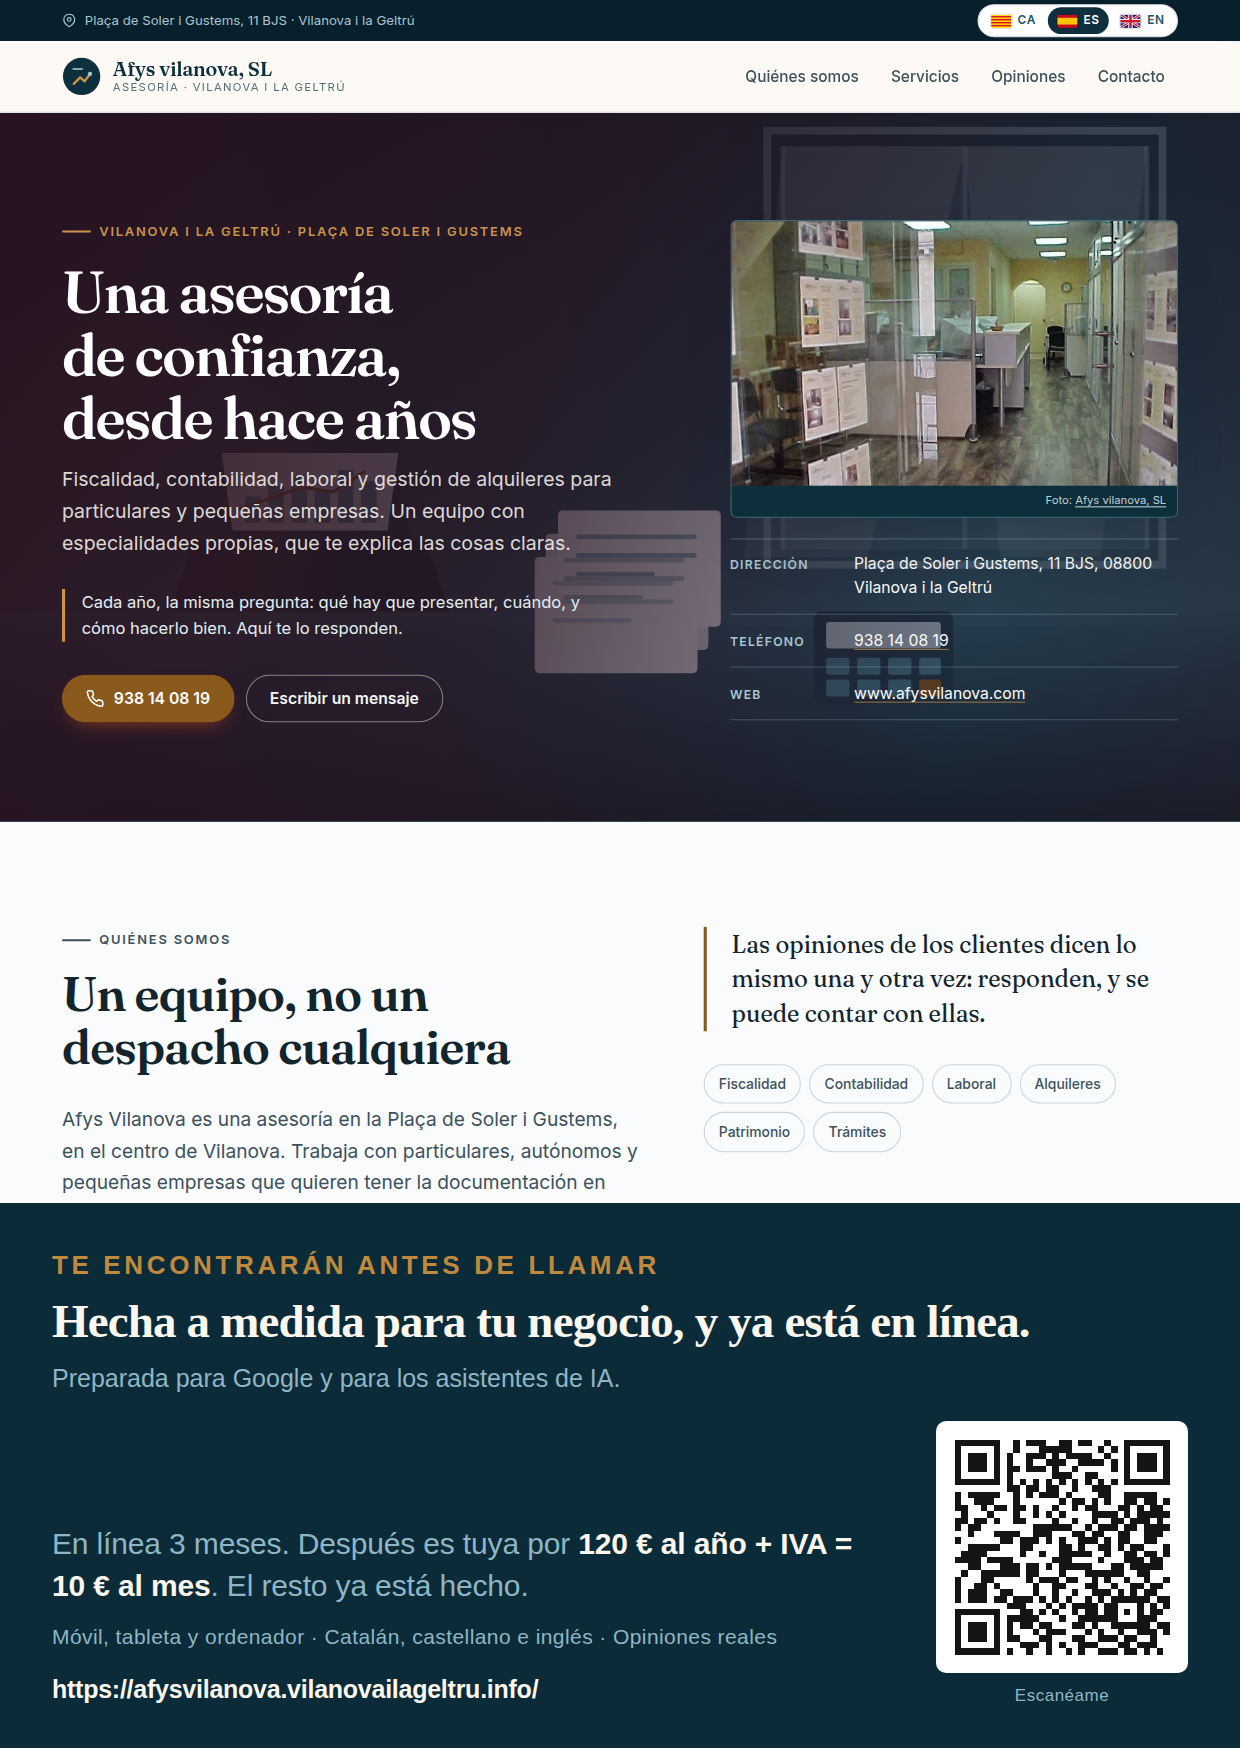 Plaça de Soler i Gustems, 11 BJS · Vilanova i la Geltrú
CA ES EN
Afys vilanova, SL
ASESORÍA · VILANOVA I LA GELTRÚ
Quiénes somos Servicios Opiniones Contacto
VILANOVA I LA GELTRÚ · PLAÇA DE SOLER I GUSTEMS
Una asesoría
de confianza,
desde hace años
Fiscalidad, contabilidad, laboral y gestión de alquileres para
particulares y pequeñas empresas. Un equipo con
especialidades propias, que te explica las cosas claras.
Cada año, la misma pregunta: qué hay que presentar, cuándo, y
cómo hacerlo bien. Aquí te lo responden.
938 14 08 19
Escribir un mensaje
Foto: Afys vilanova, SL
DIRECCIÓN
Plaça de Soler i Gustems, 11 BJS, 08800
Vilanova i la Geltrú
TELÉFONO
938 14 08 19
WEB
www.afysvilanova.com
QUIÉNES SOMOS
Un equipo, no un
despacho cualquiera
Afys Vilanova es una asesoría en la Plaça de Soler i Gustems,
en el centro de Vilanova. Trabaja con particulares, autónomos y
pequeñas empresas que quieren tener la documentación en
Las opiniones de los clientes dicen lo
mismo una y otra vez: responden, y se
puede contar con ellas.
Fiscalidad Contabilidad Laboral Alquileres
Patrimonio Trámites
TE ENCONTRARÁN ANTES DE LLAMAR
Hecha a medida para tu negocio, y ya está en línea.
Preparada para Google y para los asistentes de IA.
En línea 3 meses. Después es tuya por 120 € al año + IVA =
10 € al mes. El resto ya está hecho.
Móvil, tableta y ordenador · Catalán, castellano e inglés · Opiniones reales
https://afysvilanova.vilanovailageltru.info/
Escanéame